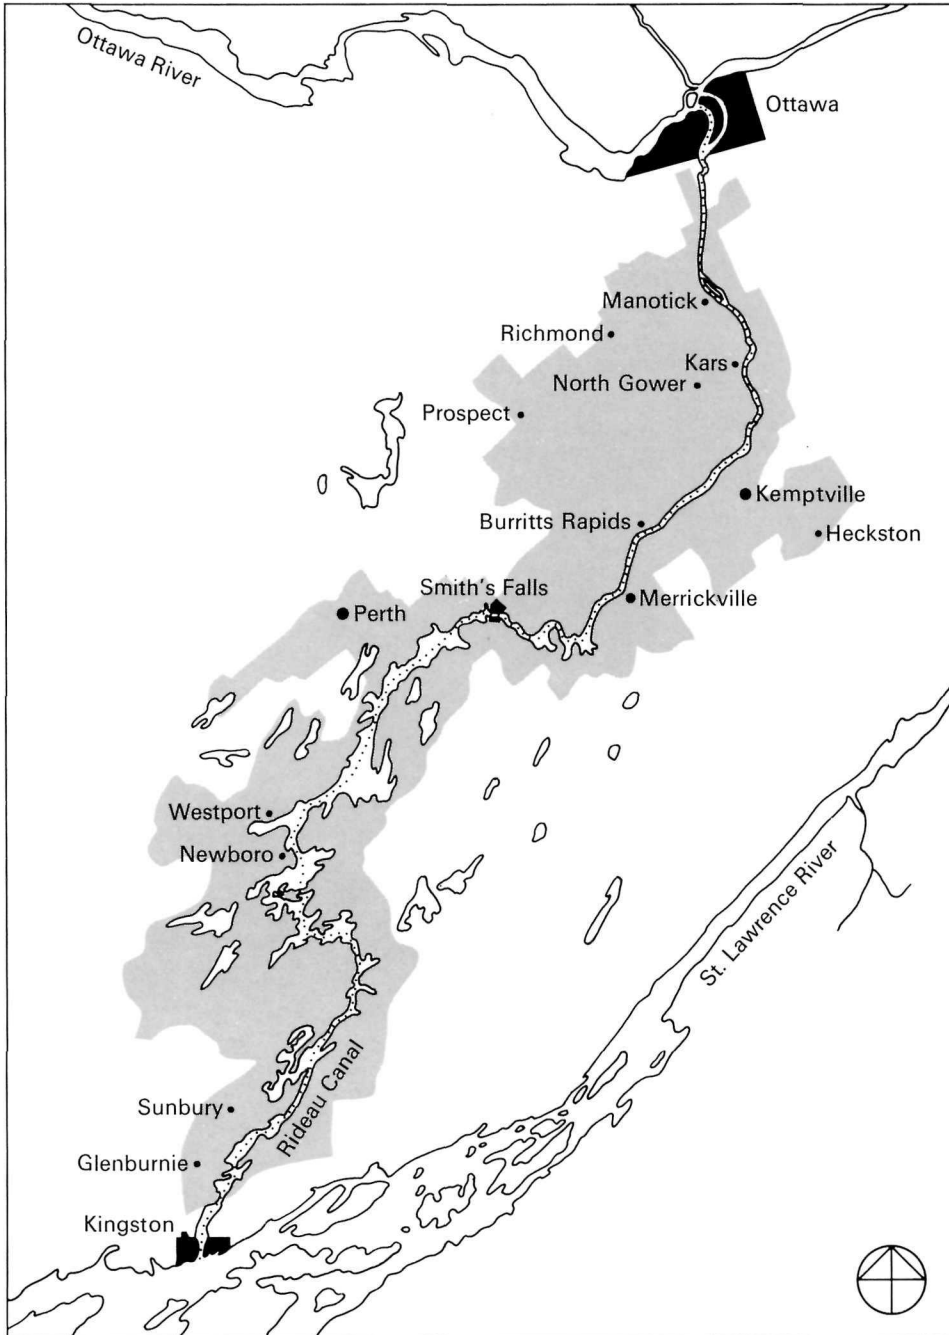 Ottawa River
Ottawa
Manotick
Richmond
Kars
North Gower
Prospect
Kemptville
Burritts Rapids
Heckston
Smith's Falls
Merrickville
Perth
Westport
Newboro
St. Lawrence River
Rideau Canal
Sunbury
Glenburnie
Kingston